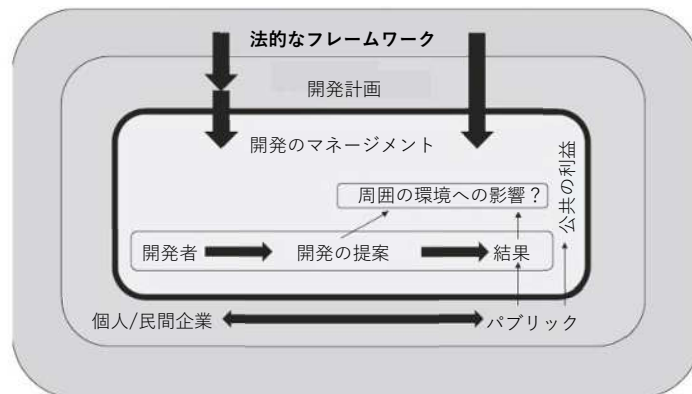 法的なフレームワーク
開発計画
開発のマネージメント
周囲の環境への影響？
公共の利益
開発者
開発の提案
結果
個人/民間企業
パブリック